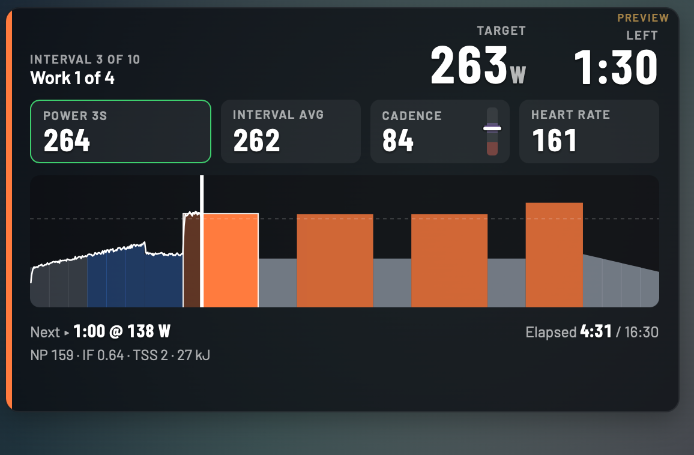 PREVIEW
TARGET
LEFT
INTERVAL 3 OF 10
Work 1 of 4
263W
1:30
POWER 3S
264
INTERVAL AVG
262
CADENCE
84
HEART RATE
161
Next ▸ 1:00 @ 138 W
Elapsed 4:31 / 16:30
NP 159 · IF 0.64 · TSS 2 · 27 kJ